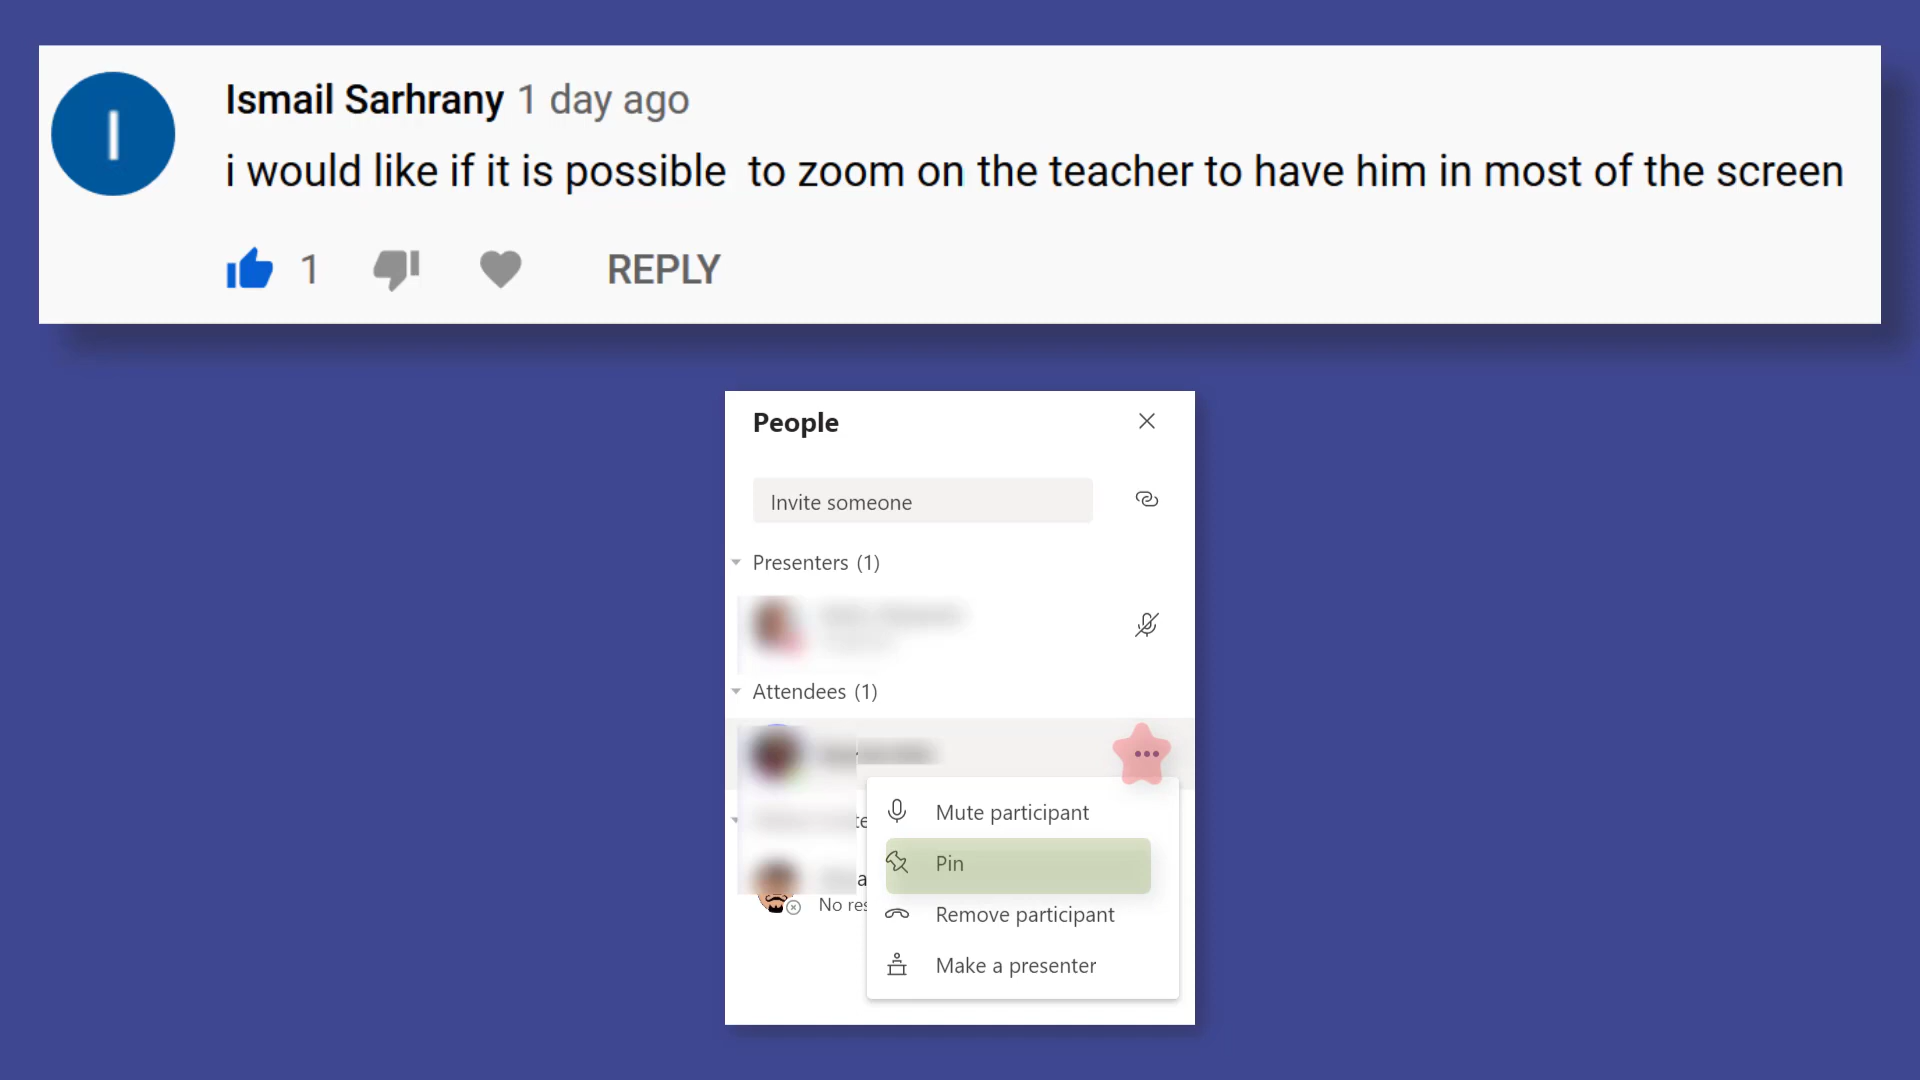 I
Ismail Sarhrany 1 day ago
i would like if it is possible  to zoom on the teacher to have him in most of the screen
1
REPLY
People
Invite someone
Presenters (1)
Attendees (1)
Mute participant
Pin
No res
Remove participant
Make a presenter